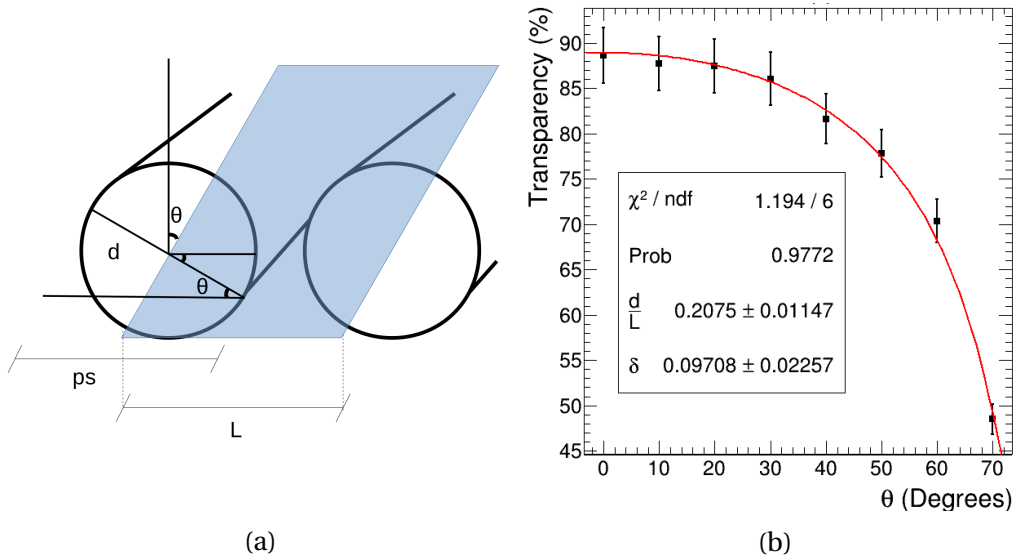 θ
d
θ
ps
L
(a)
Transparency (%)
90
85
80
75
70
65
60
55
50
45
χ² / ndf 1.194 / 6
Prob 0.9772
d/L 0.2075 ± 0.01147
δ 0.09708 ± 0.02257
0 10 20 30 40 50 60 70
θ (Degrees)
(b)